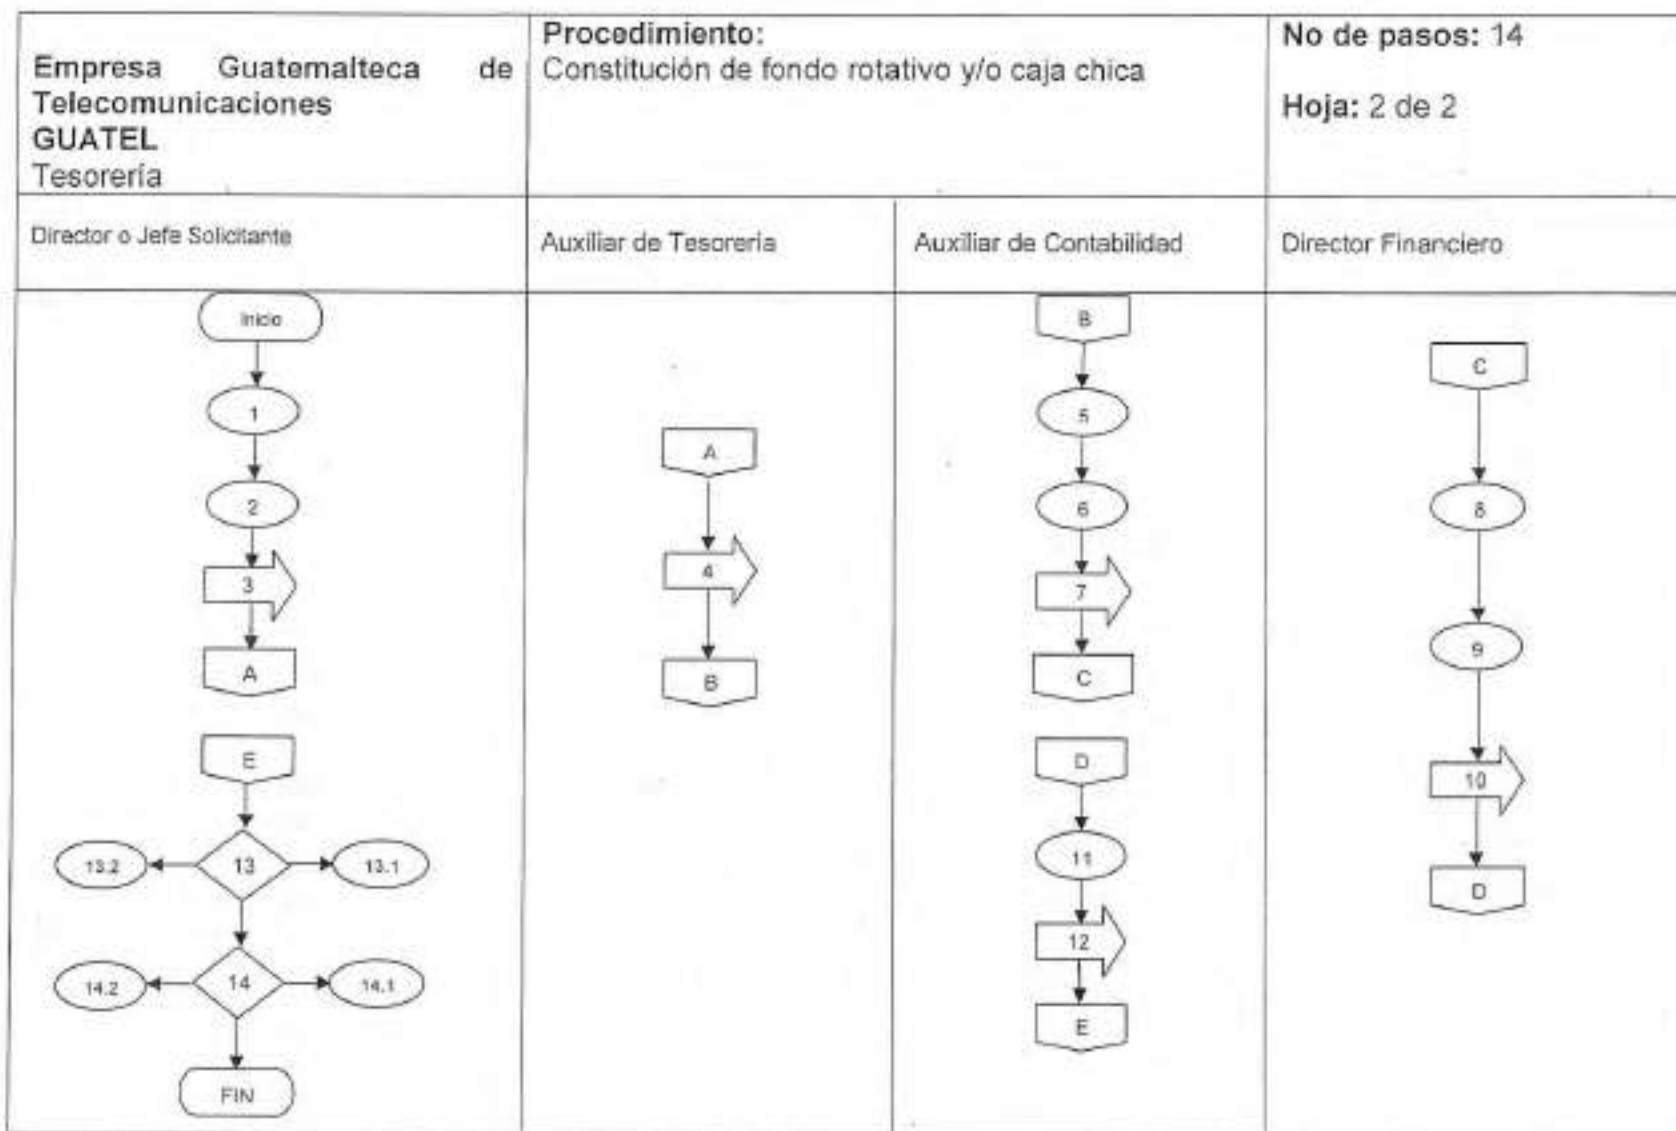 Empresa Guatemalteca de
Telecomunicaciones
GUATEL
Tesorería
Procedimiento:
Constitución de fondo rotativo y/o caja chica
No de pasos: 14
Hoja: 2 de 2
Director o Jefe Solicitante
Auxiliar de Tesorería
Auxiliar de Contabilidad
Director Financiero
Inicio
1
2
3
A
E
13.2
13
13.1
14.2
14
14.1
FIN
A
4
B
B
5
6
7
C
D
11
12
E
C
8
9
10
D